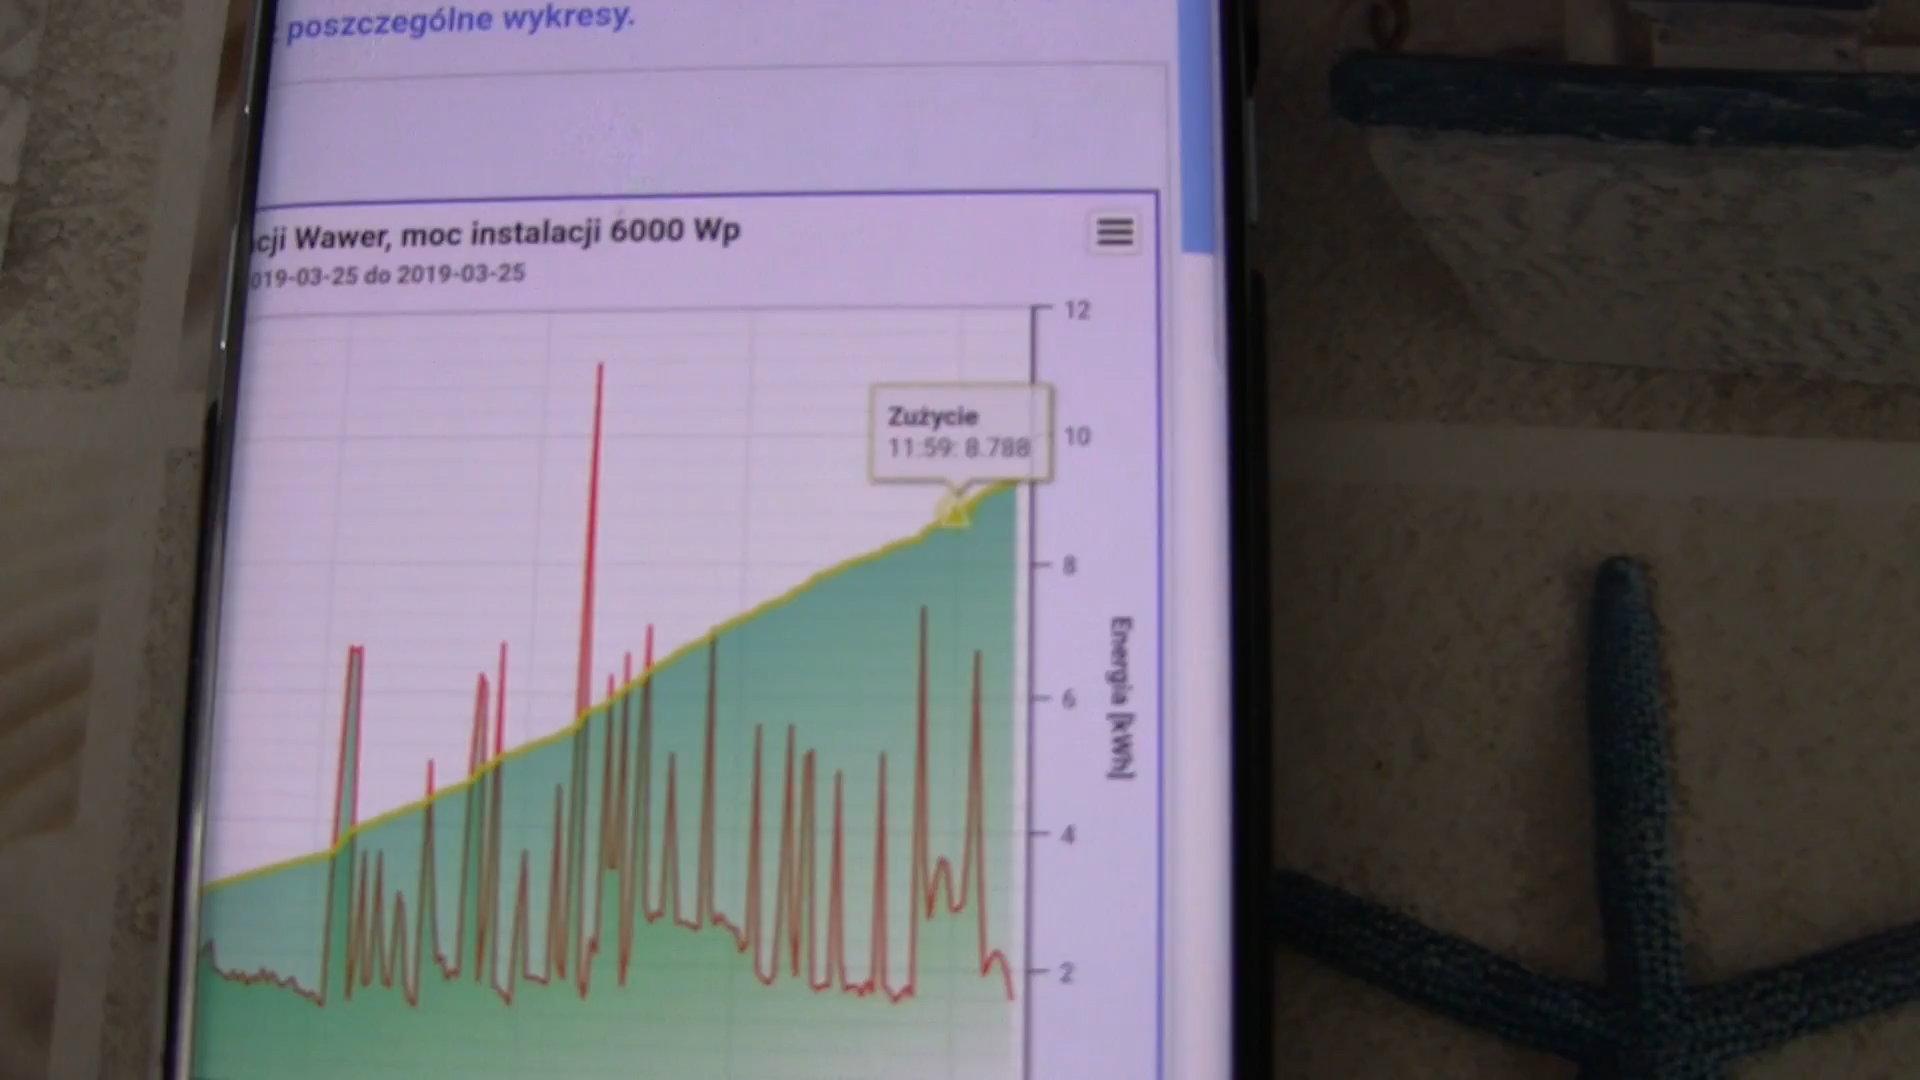 poszczególne wykresy.
cji Wawer, moc instalacji 6000 Wp
019-03-25 do 2019-03-25
12
Zużycie
11:59: 8.788
10
8
6
4
2
Energia [kWh]